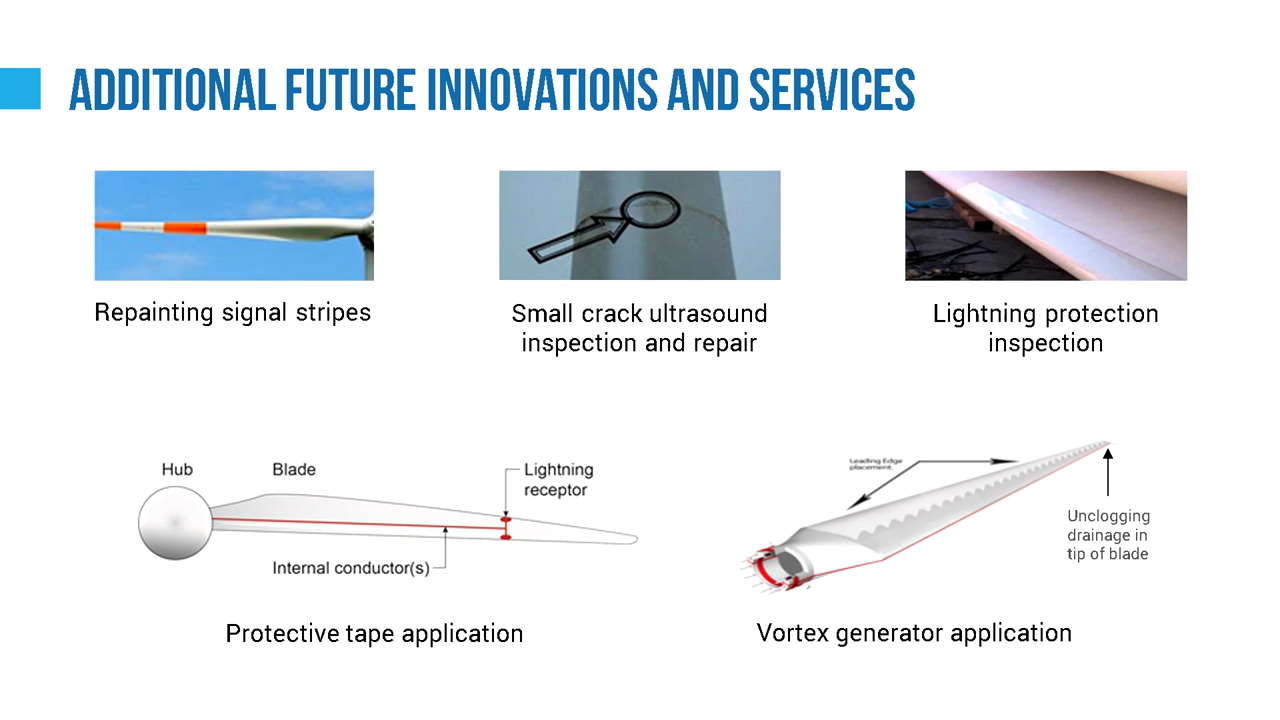 ADDITIONAL FUTURE INNOVATIONS AND SERVICES
Repainting signal stripes
Small crack ultrasound
inspection and repair
Lightning protection
inspection
Hub
Blade
Lightning
receptor
Internal conductor(s)
Protective tape application
Leading Edge
placement.
Unclogging
drainage in
tip of blade
Vortex generator application